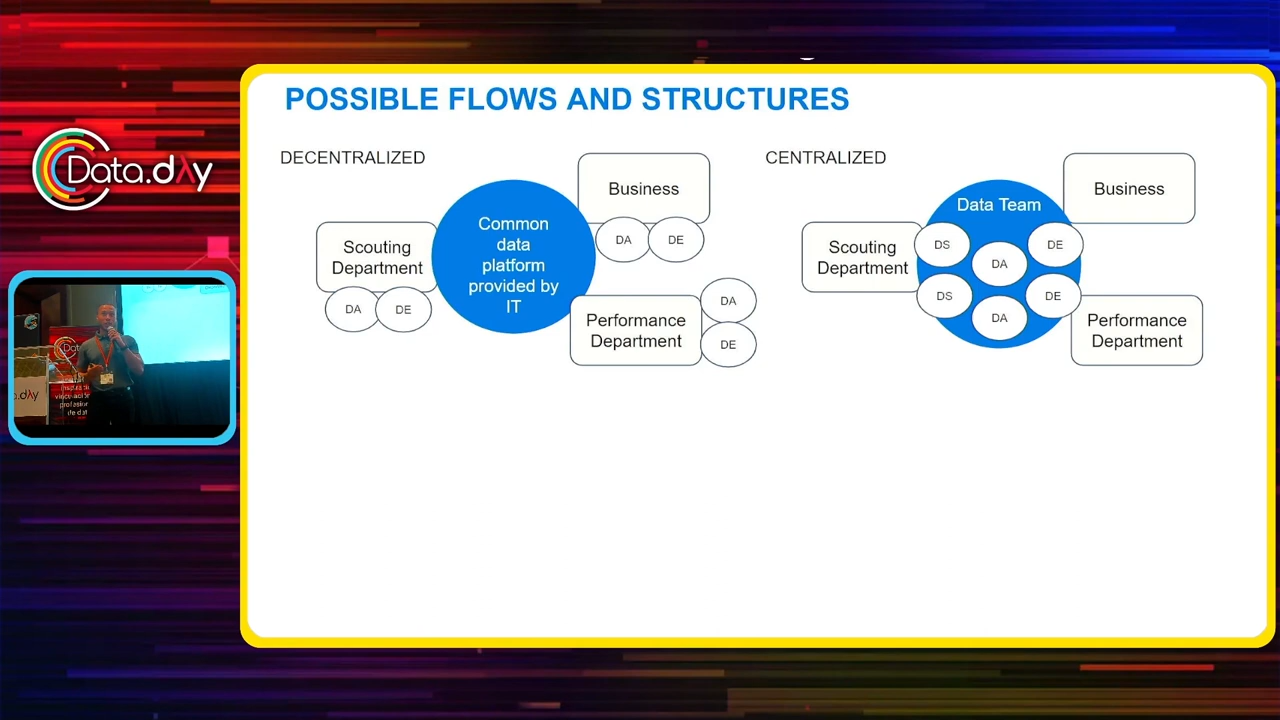 POSSIBLE FLOWS AND STRUCTURES
Data.dλy
DECENTRALIZED
Scouting
Department
DA
DE
Common
data
platform
provided by
IT
Business
DA
DE
Performance
Department
DA
DE
CENTRALIZED
Scouting
Department
Data Team
DS
DA
DE
DS
DA
DE
Business
Performance
Department